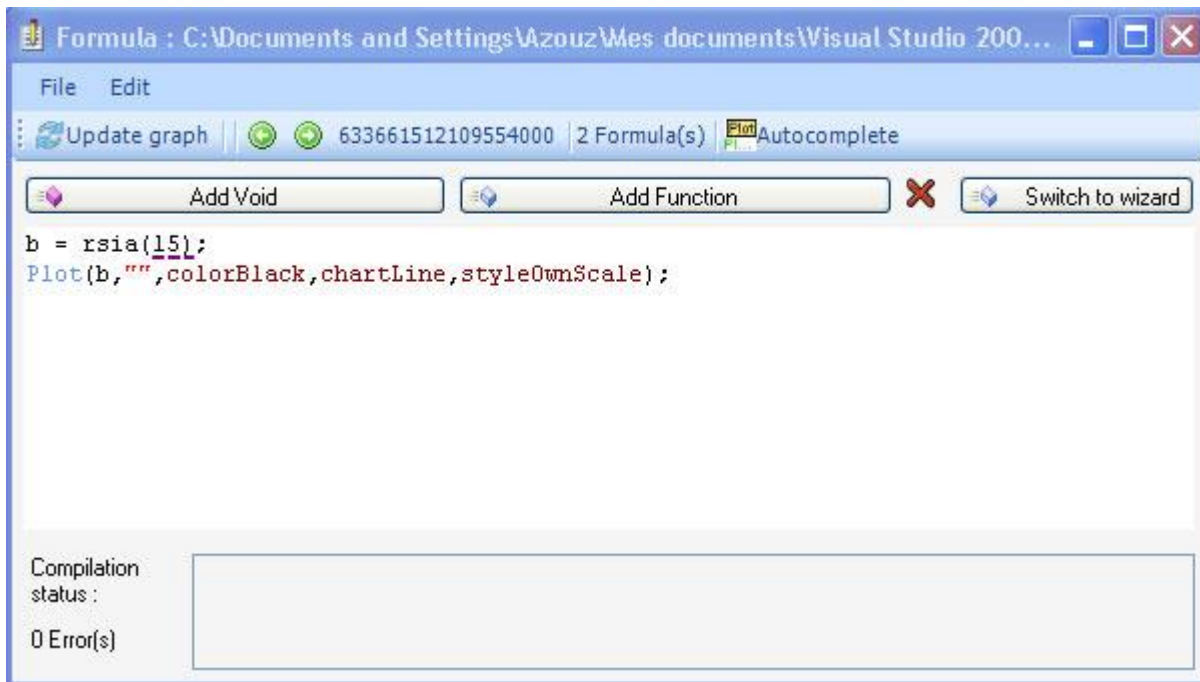 Formula : C:\Documents and Settings\Azouz\Mes documents\Visual Studio 200...
File Edit
Update graph 633661512109554000 2 Formula(s) Plot Autocomplete
Add Void Add Function Switch to wizard
b = rsia(15);
Plot(b,"",colorBlack,chartLine,styleOwnScale);
Compilation
status :
0 Error(s)